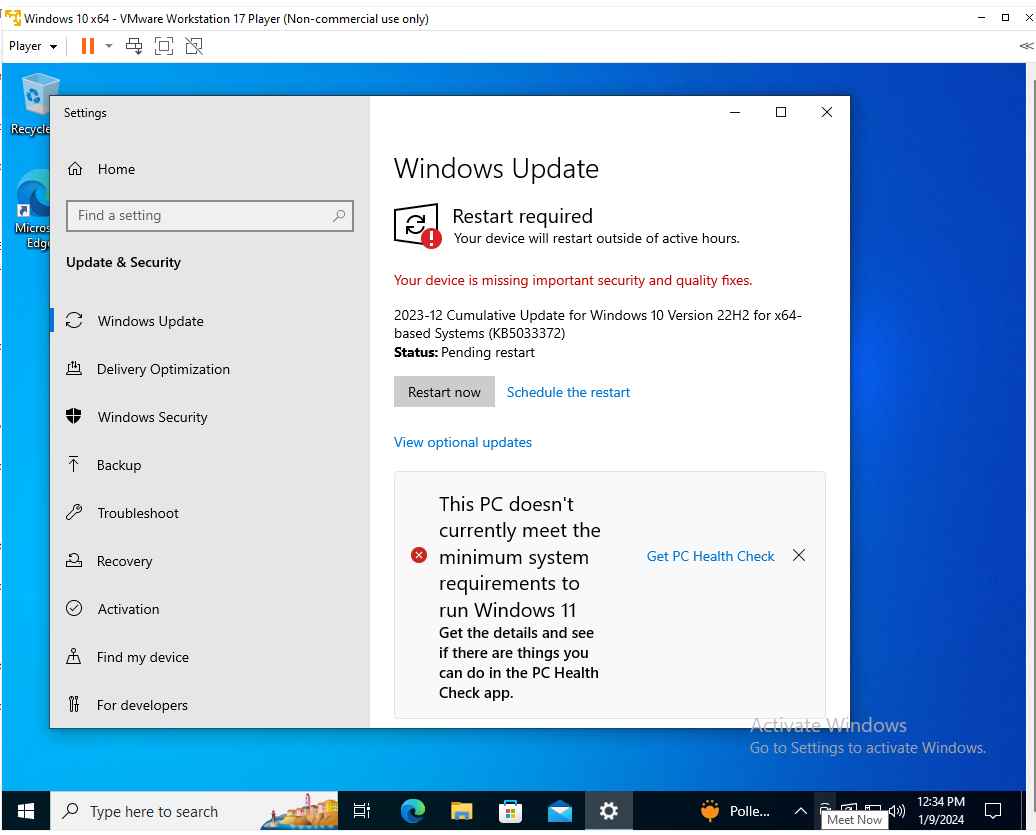 Windows 10 x64 - VMware Workstation 17 Player (Non-commercial use only)
Player
Recycle
Micros
Edge
Settings
Home
Find a setting
Update & Security
Windows Update
Delivery Optimization
Windows Security
Backup
Troubleshoot
Recovery
Activation
Find my device
For developers
Windows Update
Restart required
Your device will restart outside of active hours.
Your device is missing important security and quality fixes.
2023-12 Cumulative Update for Windows 10 Version 22H2 for x64-
based Systems (KB5033372)
Status: Pending restart
Restart now Schedule the restart
View optional updates
This PC doesn't
currently meet the
minimum system
requirements to
run Windows 11
Get the details and see
if there are things you
can do in the PC Health
Check app.
Get PC Health Check
Activate Windows
Go to Settings to activate Windows.
Type here to search
Polle...
Meet Now
12:34 PM
1/9/2024